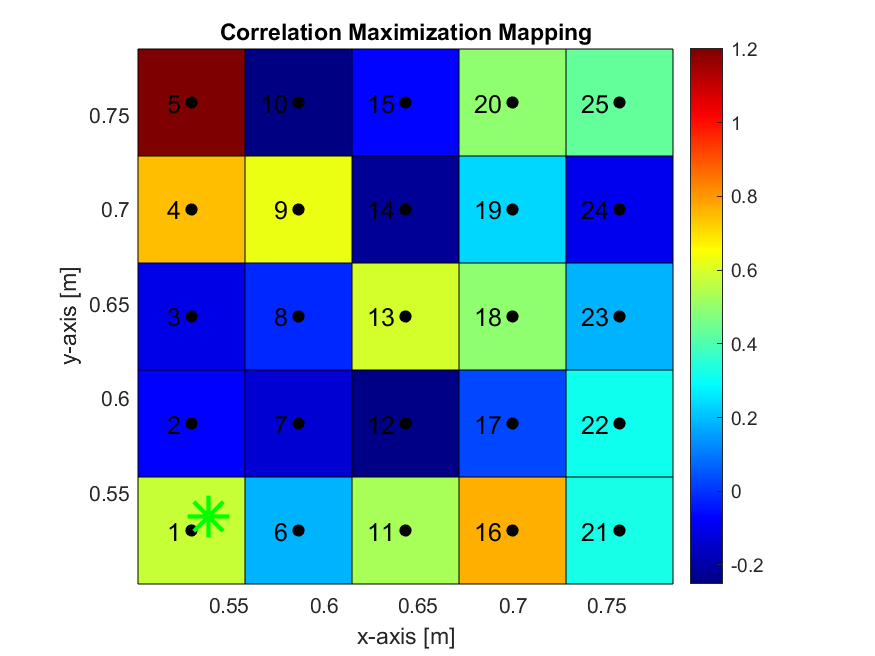 Correlation Maximization Mapping
5 10 15 20 25
4 9 14 19 24
3 8 13 18 23
2 7 12 17 22
1 6 11 16 21
0.75
0.7
0.65
0.6
0.55
y-axis [m]
0.55 0.6 0.65 0.7 0.75
x-axis [m]
1.2
1
0.8
0.6
0.4
0.2
0
-0.2